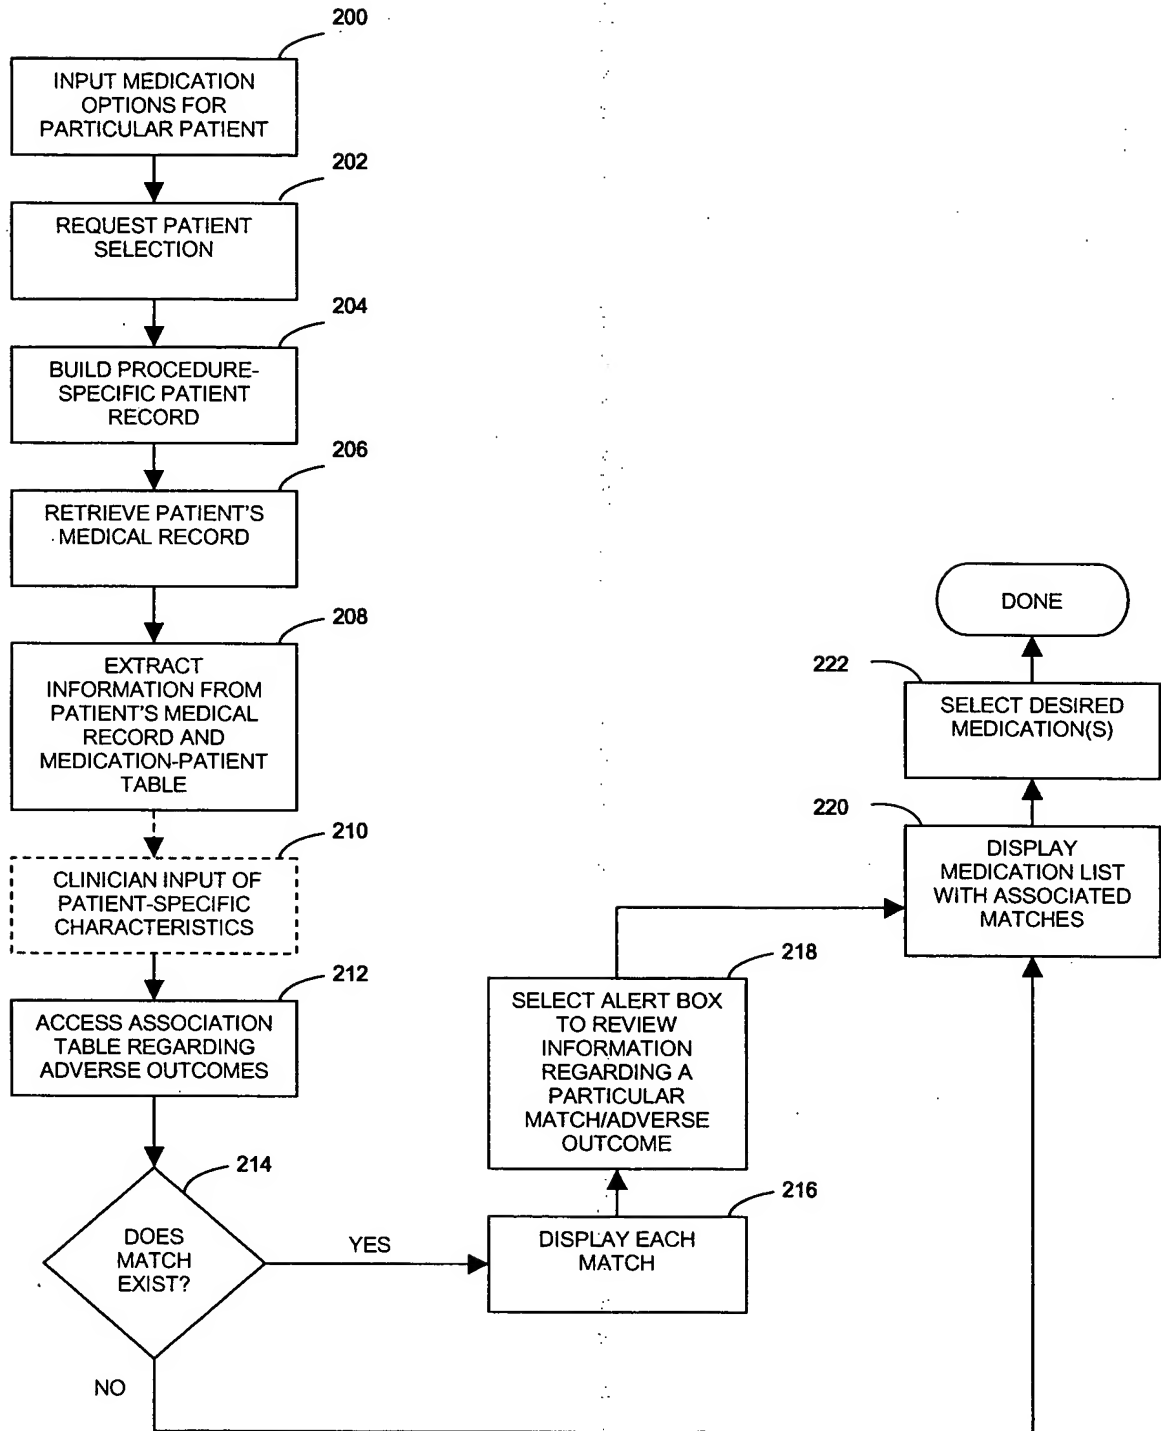 200
INPUT MEDICATION
OPTIONS FOR
PARTICULAR PATIENT
202
REQUEST PATIENT
SELECTION
204
BUILD PROCEDURE-
SPECIFIC PATIENT
RECORD
206
RETRIEVE PATIENT'S
MEDICAL RECORD
208
EXTRACT
INFORMATION FROM
PATIENT'S MEDICAL
RECORD AND
MEDICATION-PATIENT
TABLE
210
CLINICIAN INPUT OF
PATIENT-SPECIFIC
CHARACTERISTICS
212
ACCESS ASSOCIATION
TABLE REGARDING
ADVERSE OUTCOMES
214
DOES
MATCH
EXIST?
YES
NO
216
DISPLAY EACH
MATCH
218
SELECT ALERT BOX
TO REVIEW
INFORMATION
REGARDING A
PARTICULAR
MATCH/ADVERSE
OUTCOME
220
DISPLAY
MEDICATION LIST
WITH ASSOCIATED
MATCHES
222
SELECT DESIRED
MEDICATION(S)
DONE